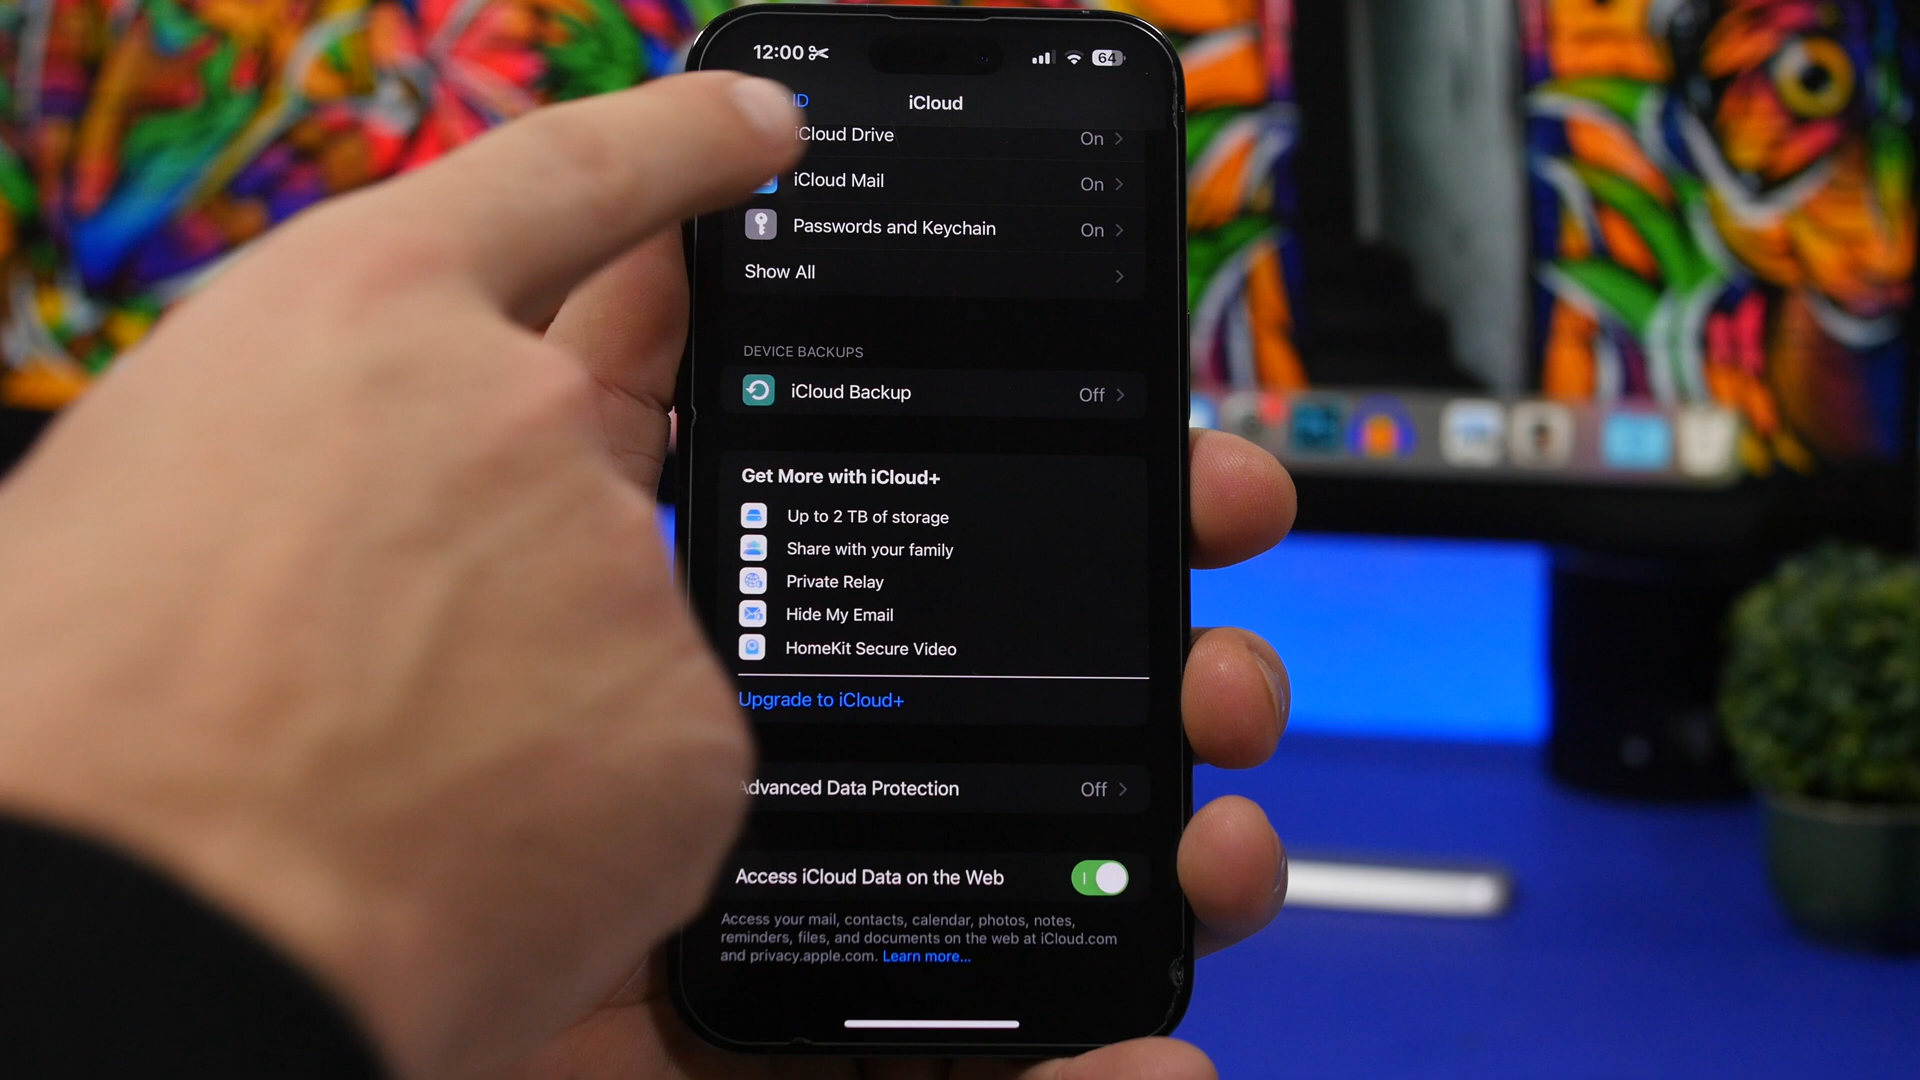 12:00
64
ID
iCloud
iCloud Drive On
iCloud Mail On
Passwords and Keychain On
Show All
DEVICE BACKUPS
iCloud Backup Off
Get More with iCloud+
Up to 2 TB of storage
Share with your family
Private Relay
Hide My Email
HomeKit Secure Video
Upgrade to iCloud+
Advanced Data Protection Off
Access iCloud Data on the Web
Access your mail, contacts, calendar, photos, notes,
reminders, files, and documents on the web at iCloud.com
and privacy.apple.com. Learn more...